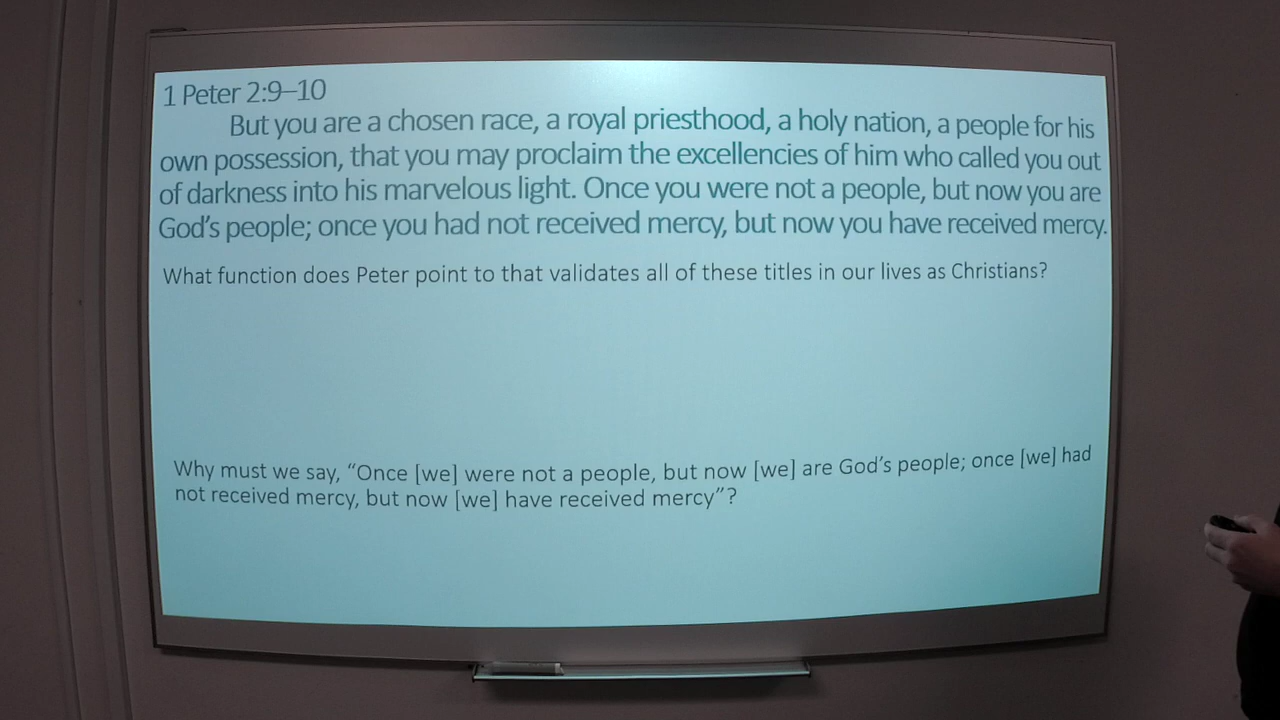 1 Peter 2:9–10
But you are a chosen race, a royal priesthood, a holy nation, a people for his
own possession, that you may proclaim the excellencies of him who called you out
of darkness into his marvelous light. Once you were not a people, but now you are
God’s people; once you had not received mercy, but now you have received mercy.
What function does Peter point to that validates all of these titles in our lives as Christians?
Why must we say, “Once [we] were not a people, but now [we] are God’s people; once [we] had
not received mercy, but now [we] have received mercy”?